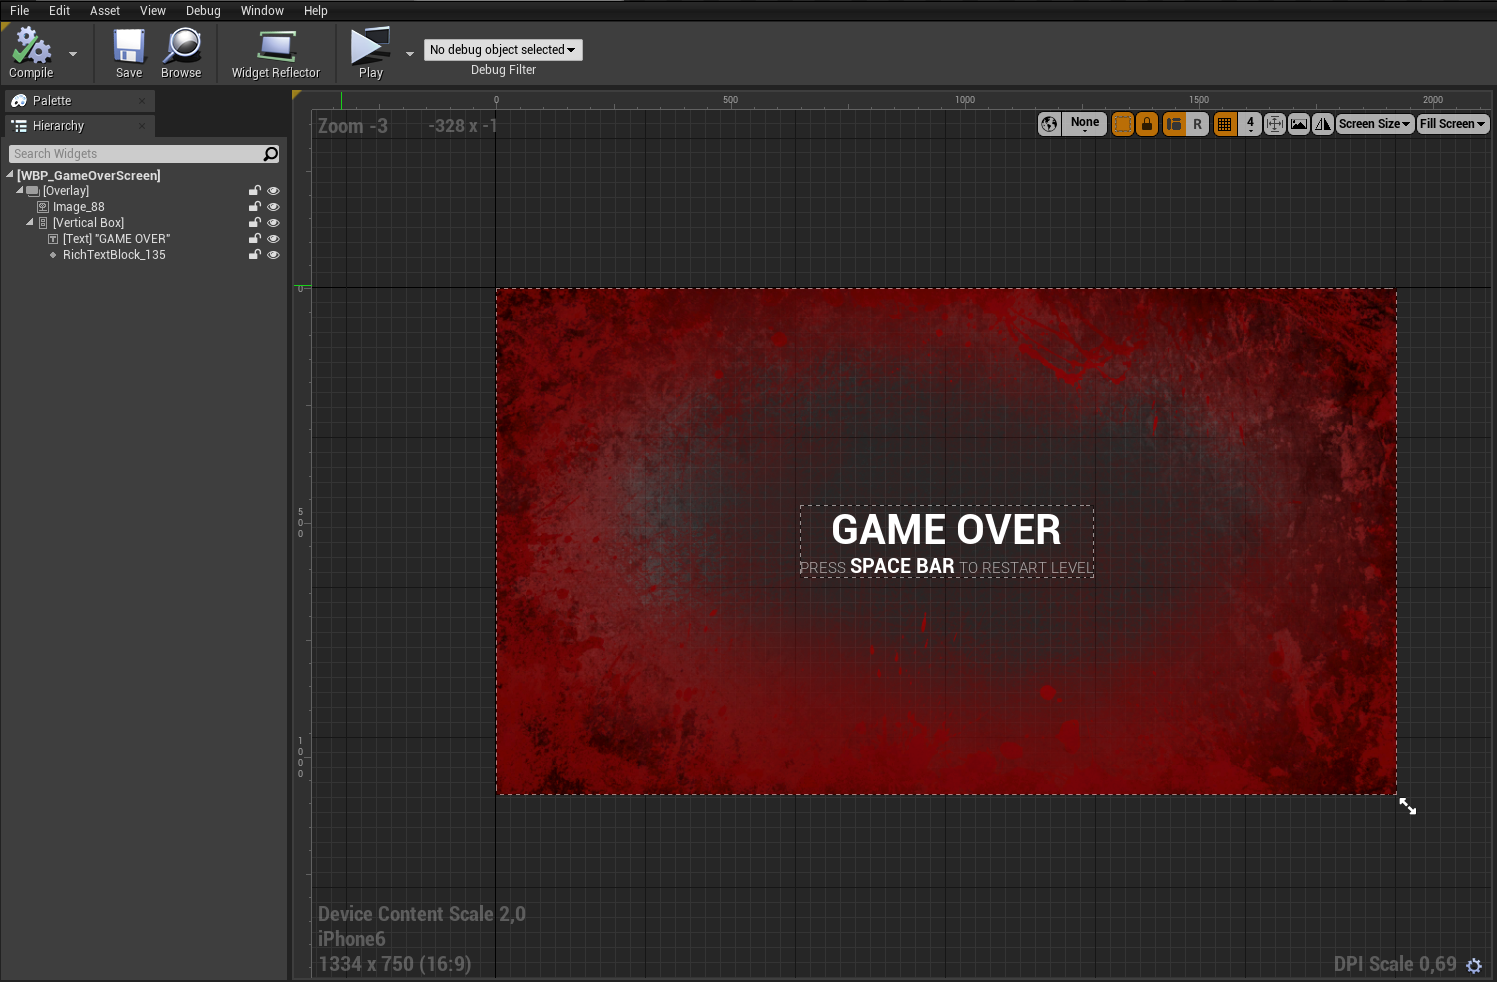 File Edit Asset View Debug Window Help
Compile Save Browse Widget Reflector Play
No debug object selected
Debug Filter
Palette
Hierarchy
Search Widgets
[WBP_GameOverScreen]
[Overlay]
Image_88
[Vertical Box]
[Text] "GAME OVER"
RichTextBlock_135
0 500 1000 1500 2000
Zoom -3 -328 x -1
None R 4 Screen Size Fill Screen
0
500
1000
GAME OVER
PRESS SPACE BAR TO RESTART LEVEL
Device Content Scale 2,0
iPhone6
1334 x 750 (16:9)
DPI Scale 0,69